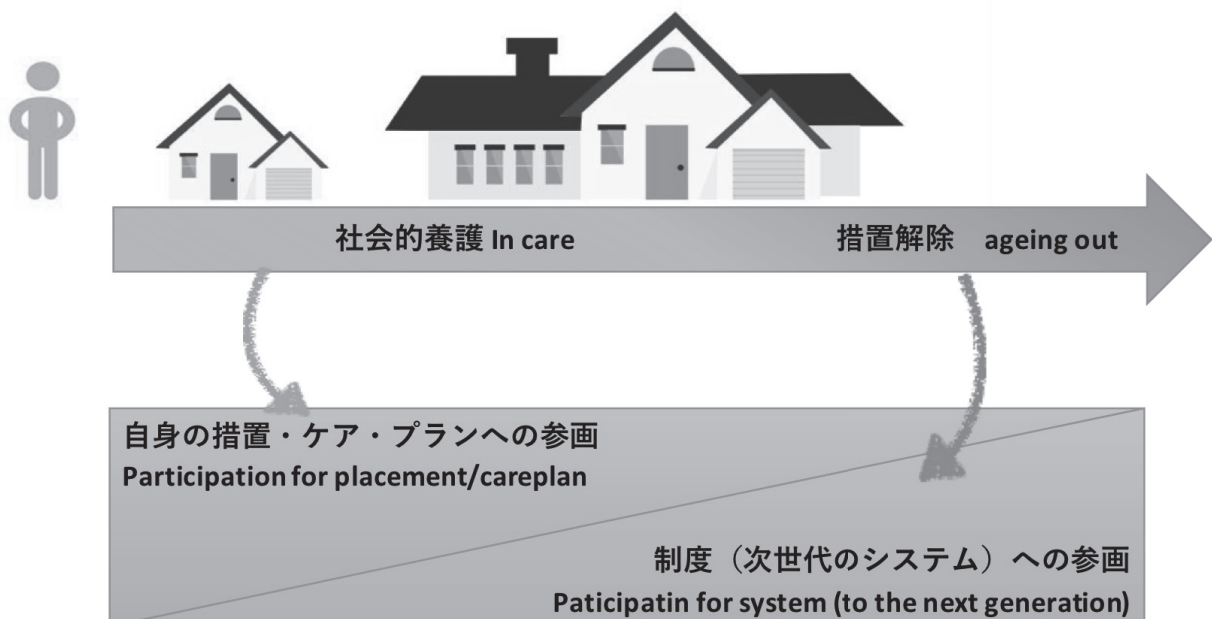 社会的養護 In care
措置解除 ageing out
自身の措置・ケア・プランへの参画
Participation for placement/careplan
制度（次世代のシステム）への参画
Paticipatin for system (to the next generation)